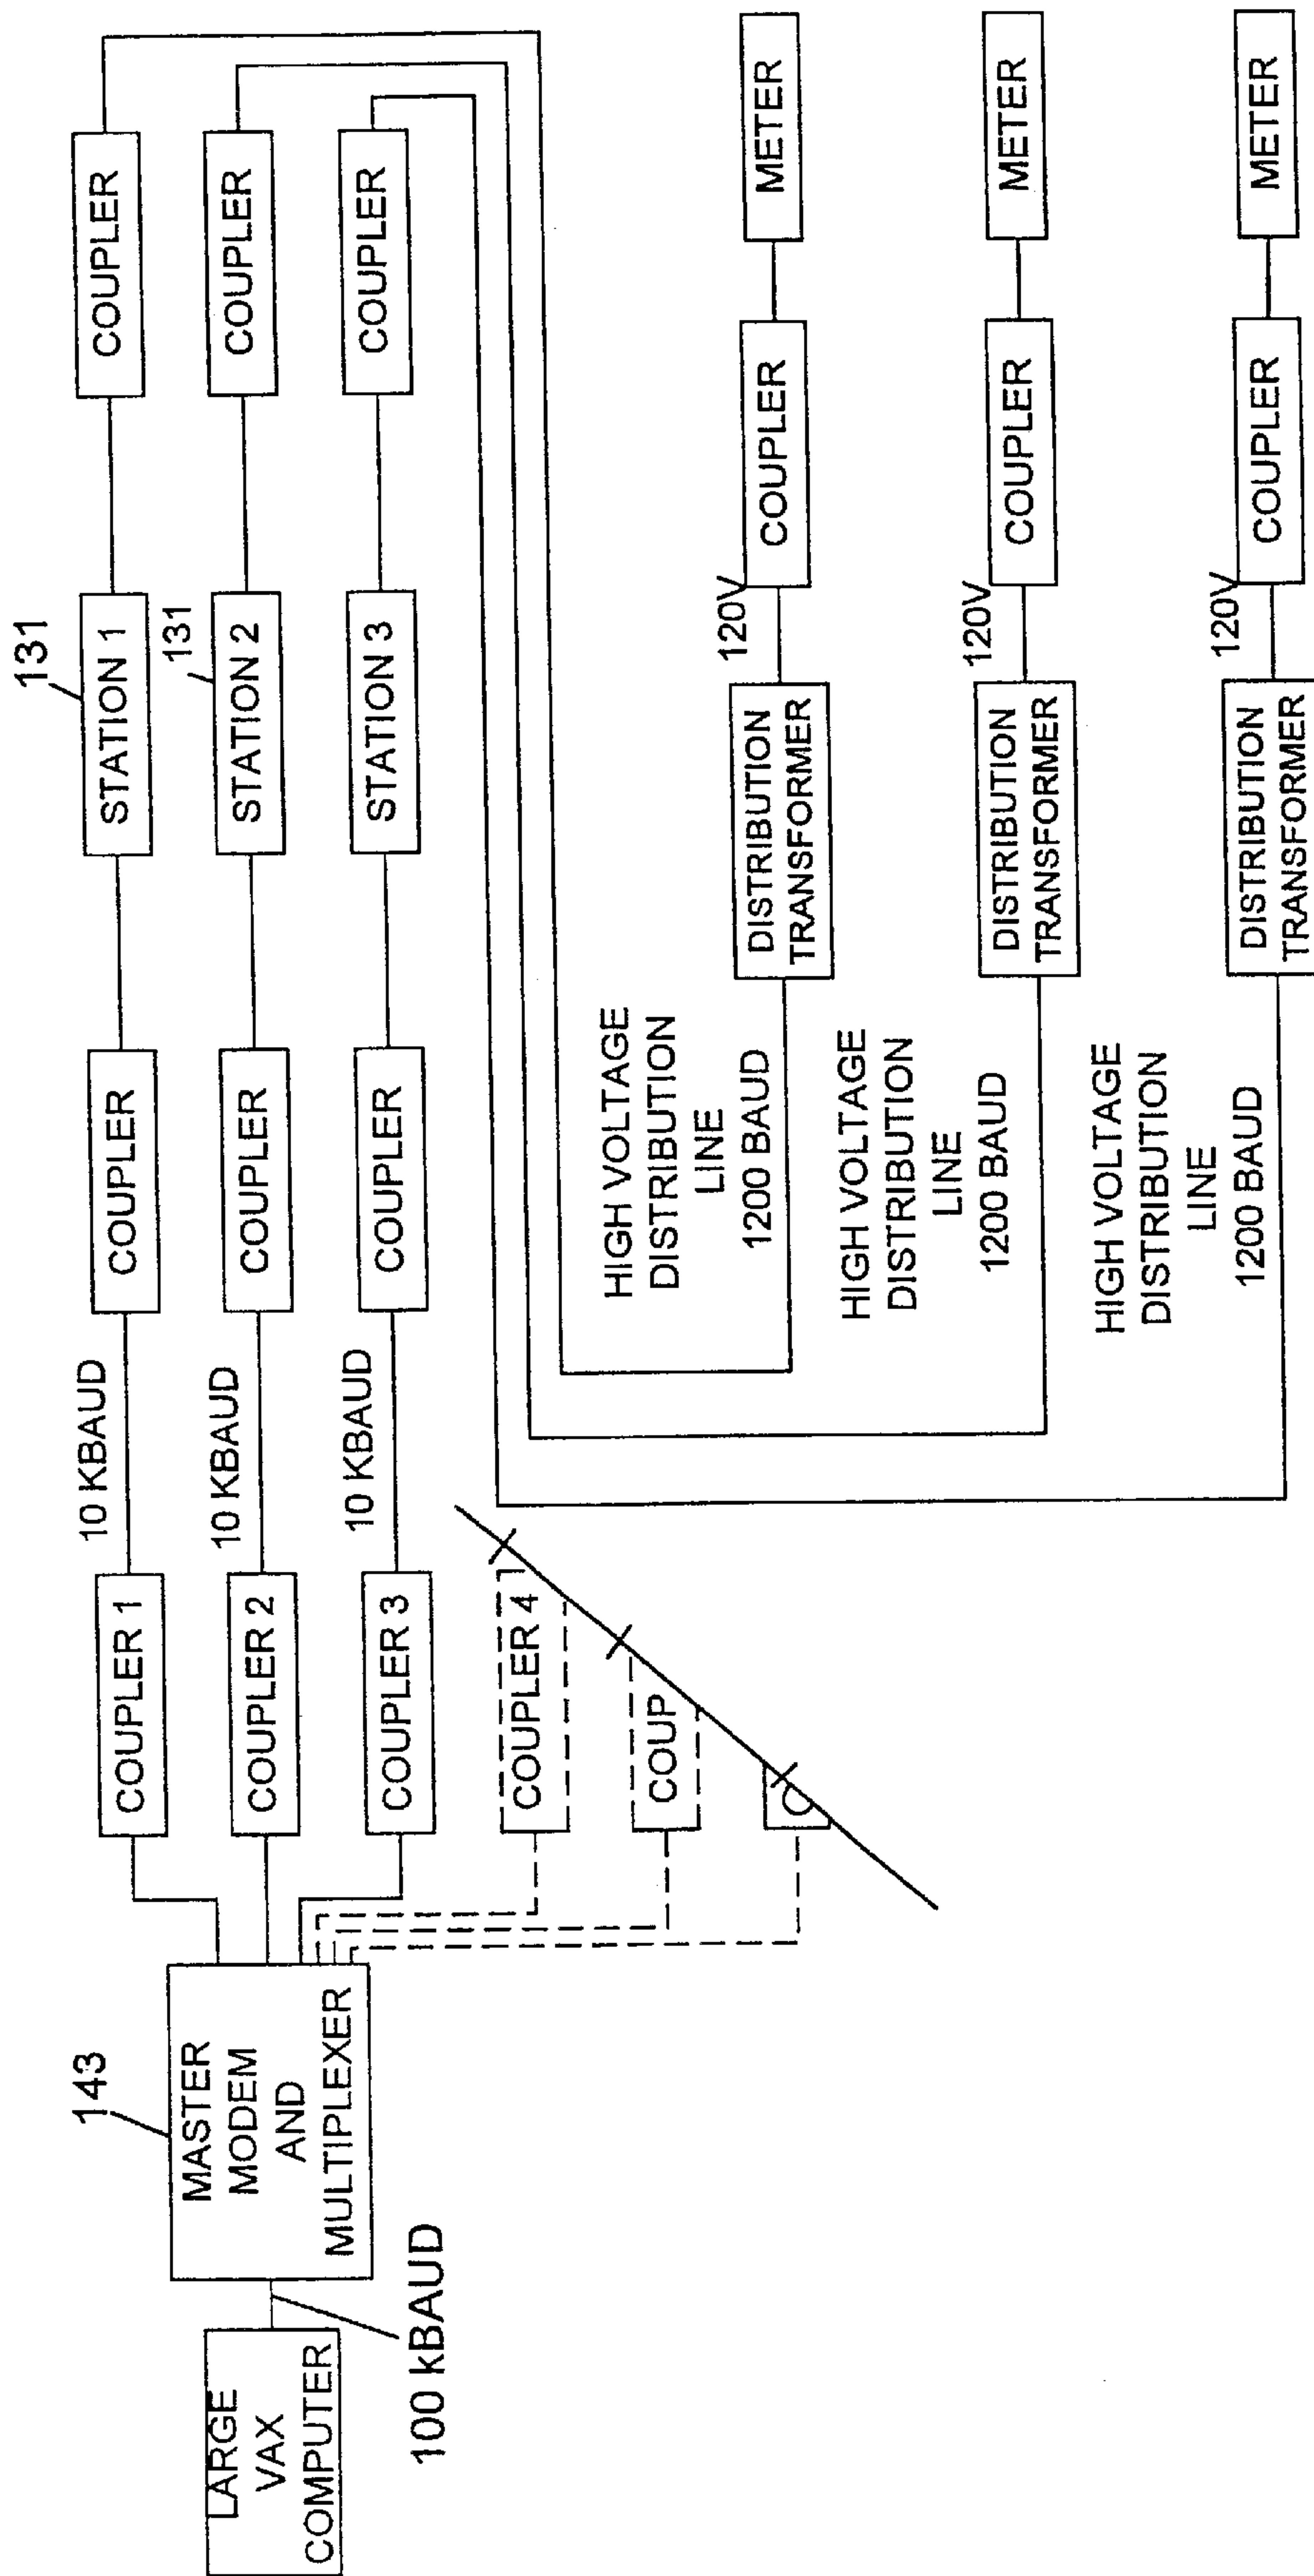 LARGE
VAX
COMPUTER
100 kBAUD
143
MASTER
MODEM
AND
MULTIPLEXER
COUPLER 1
10 KBAUD
COUPLER
131
STATION 1
COUPLER
COUPLER 2
10 KBAUD
COUPLER
131
STATION 2
COUPLER
COUPLER 3
10 KBAUD
COUPLER
STATION 3
COUPLER
COUPLER 4
COUP
C
HIGH VOLTAGE
DISTRIBUTION
LINE
1200 BAUD
DISTRIBUTION
TRANSFORMER
120V
COUPLER
METER
HIGH VOLTAGE
DISTRIBUTION
LINE
1200 BAUD
DISTRIBUTION
TRANSFORMER
120V
COUPLER
METER
HIGH VOLTAGE
DISTRIBUTION
LINE
1200 BAUD
DISTRIBUTION
TRANSFORMER
120V
COUPLER
METER